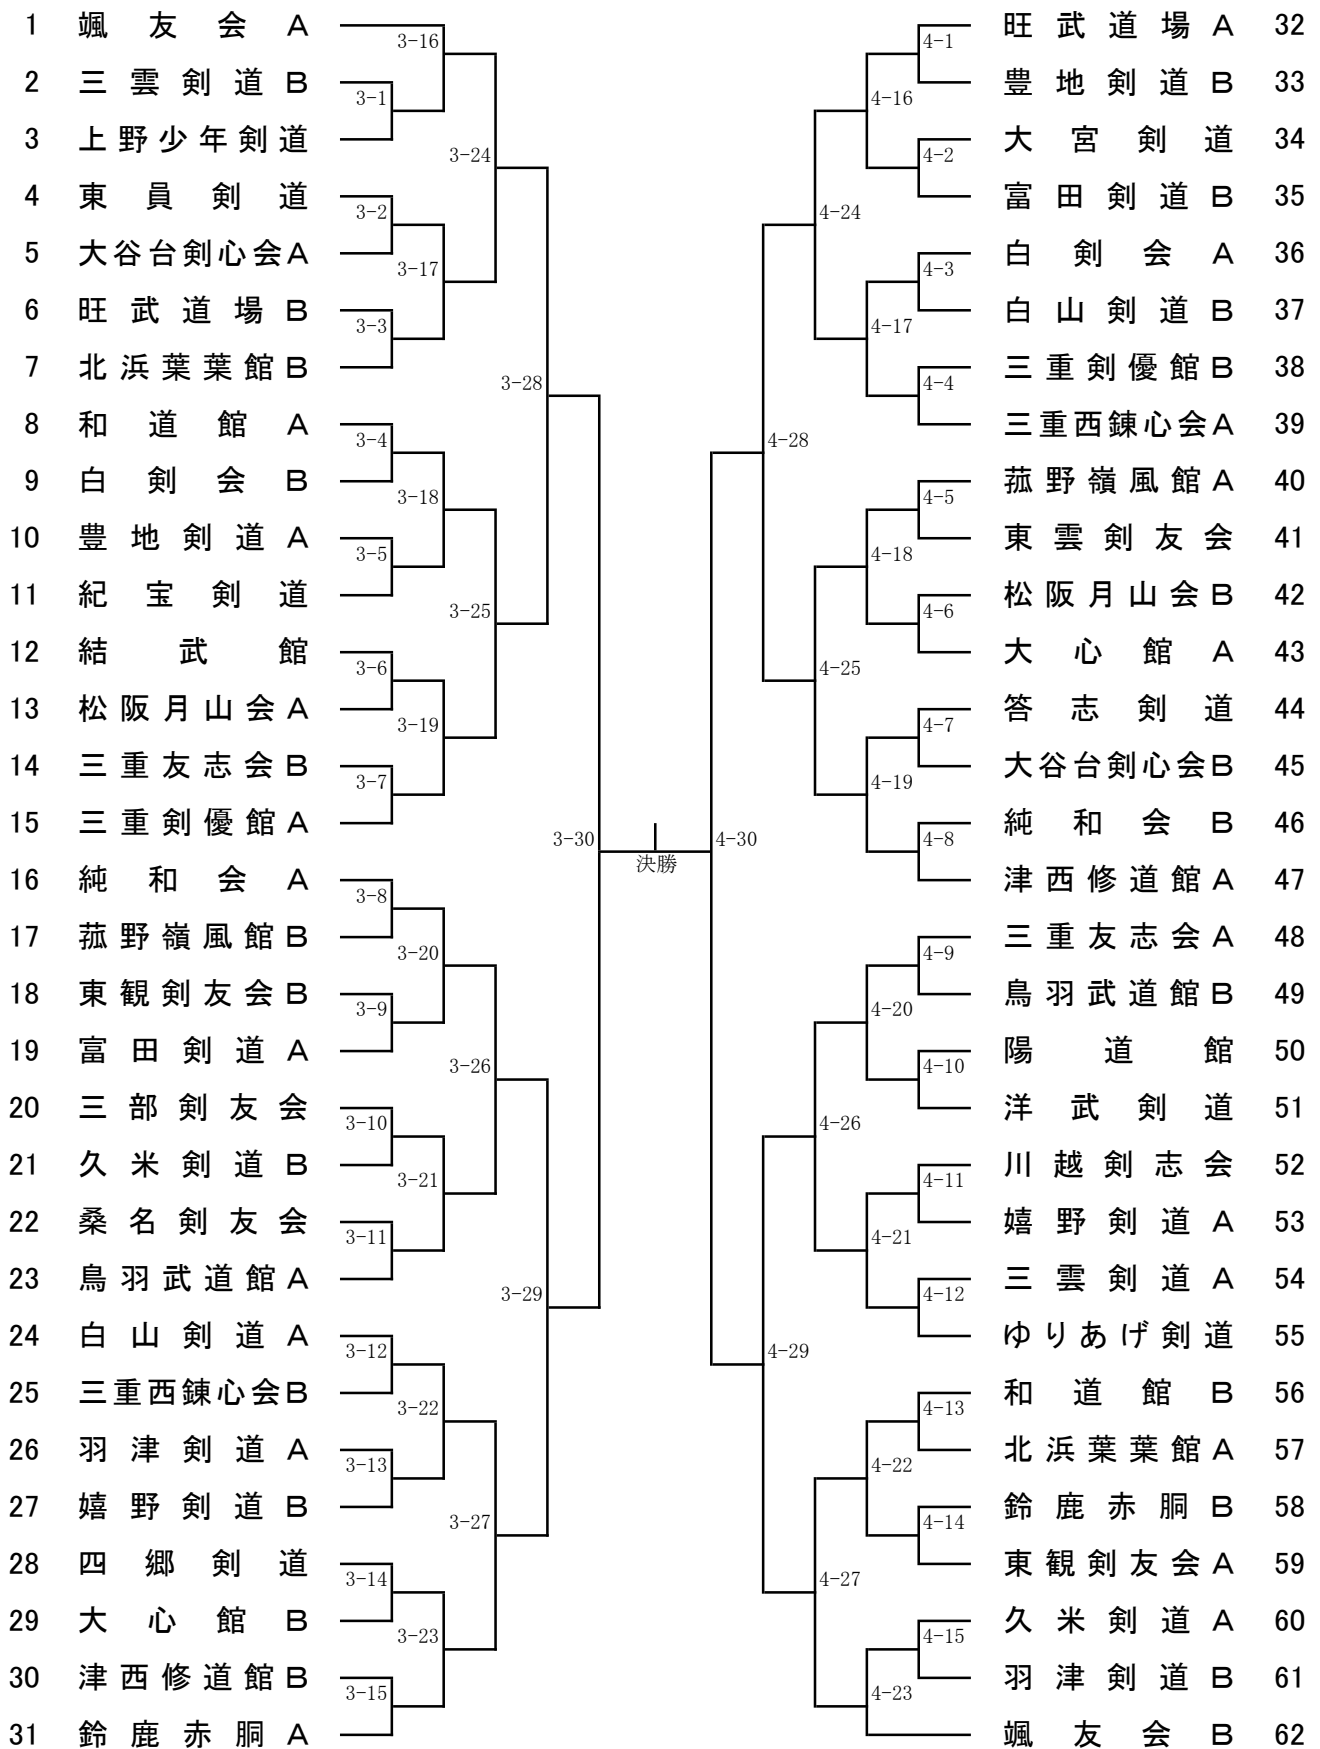 1 颯友会A
2 三雲剣道B
3 上野少年剣道
4 東員剣道
5 大谷台剣心会A
6 旺武道場B
7 北浜葉葉館B
8 和道館A
9 白剣会B
10 豊地剣道A
11 紀宝剣道
12 結武館
13 松阪月山会A
14 三重友志会B
15 三重剣優館A
16 純和会A
17 菰野嶺風館B
18 東観剣友会B
19 富田剣道A
20 三部剣友会
21 久米剣道B
22 桑名剣友会
23 鳥羽武道館A
24 白山剣道A
25 三重西錬心会B
26 羽津剣道A
27 嬉野剣道B
28 四郷剣道
29 大心館B
30 津西修道館B
31 鈴鹿赤胴A
3-16
3-1
3-24
3-2
3-17
3-3
3-28
3-4
3-18
3-5
3-25
3-6
3-19
3-7
3-30
3-8
3-20
3-9
3-26
3-10
3-21
3-11
3-29
3-12
3-22
3-13
3-27
3-14
3-23
3-15
決勝
4-1
4-16
4-2
4-24
4-3
4-17
4-4
4-28
4-5
4-18
4-6
4-25
4-7
4-19
4-8
4-30
4-9
4-20
4-10
4-26
4-11
4-21
4-12
4-29
4-13
4-22
4-14
4-27
4-15
4-23
旺武道場A 32
豊地剣道B 33
大宮剣道 34
富田剣道B 35
白剣会A 36
白山剣道B 37
三重剣優館B 38
三重西錬心会A 39
菰野嶺風館A 40
東雲剣友会 41
松阪月山会B 42
大心館A 43
答志剣道 44
大谷台剣心会B 45
純和会B 46
津西修道館A 47
三重友志会A 48
鳥羽武道館B 49
陽道館 50
洋武剣道 51
川越剣志会 52
嬉野剣道A 53
三雲剣道A 54
ゆりあげ剣道 55
和道館B 56
北浜葉葉館A 57
鈴鹿赤胴B 58
東観剣友会A 59
久米剣道A 60
羽津剣道B 61
颯友会B 62